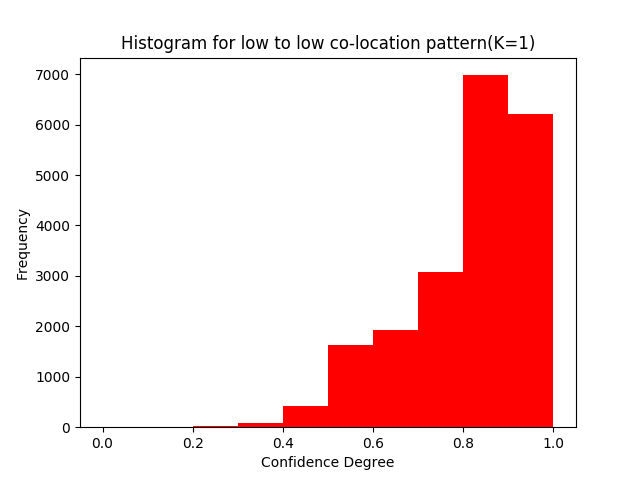 Histogram for low to low co-location pattern(K=1)
7000
6000
5000
4000
3000
2000
1000
0
Frequency
0.0 0.2 0.4 0.6 0.8 1.0
Confidence Degree